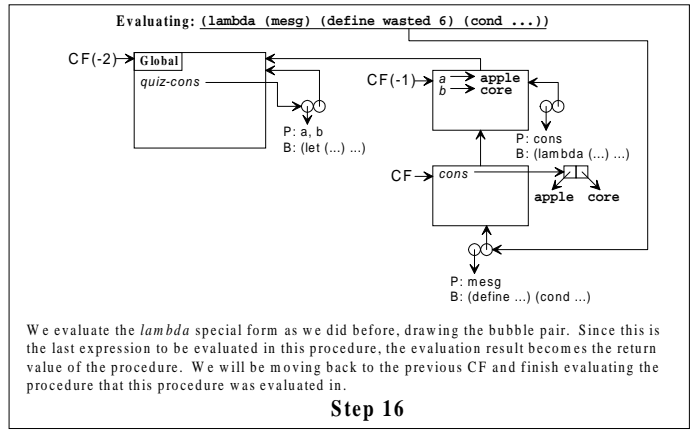 Evaluating: (lambda (mesg) (define wasted 6) (cond ...))
CF(-2)
Global
quiz-cons
P: a, b
B: (let (...) ...)
CF(-1)
a apple
b core
P: cons
B: (lambda (...) ...)
CF
cons
apple core
P: mesg
B: (define ...) (cond ...)
We evaluate the lambda special form as we did before, drawing the bubble pair. Since this is
the last expression to be evaluated in this procedure, the evaluation result becomes the return
value of the procedure. We will be moving back to the previous CF and finish evaluating the
procedure that this procedure was evaluated in.
Step 16